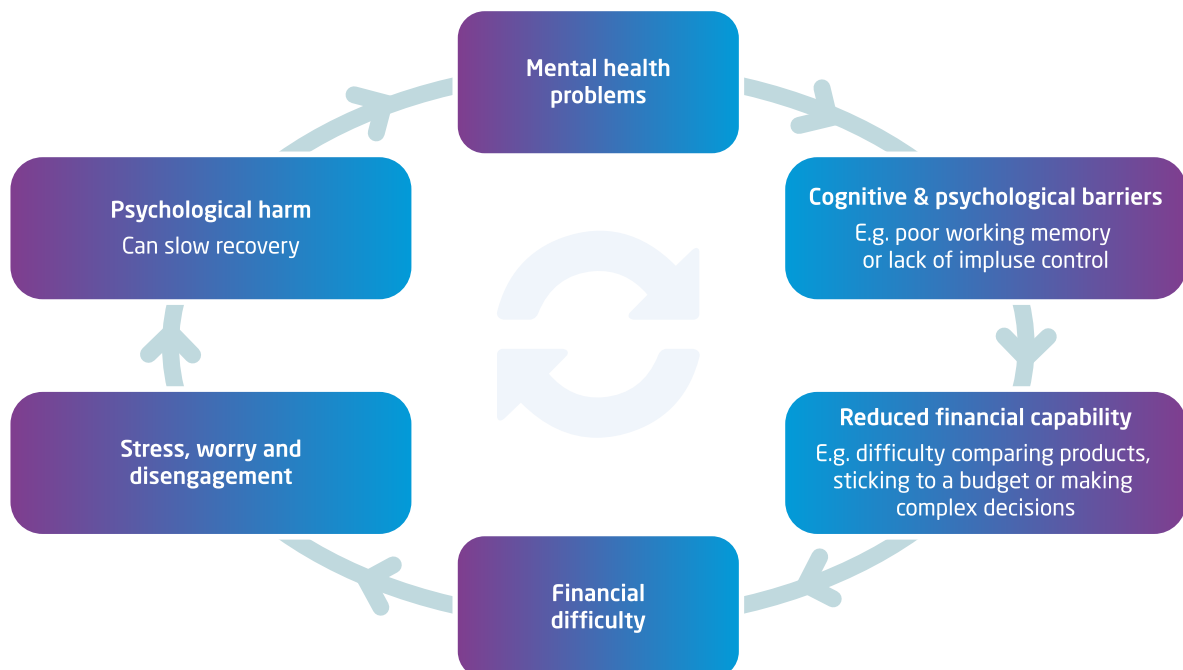 Mental health
problems
Cognitive & psychological barriers
E.g. poor working memory
or lack of impluse control
Reduced financial capability
E.g. difficulty comparing products,
sticking to a budget or making
complex decisions
Financial
difficulty
Stress, worry and
disengagement
Psychological harm
Can slow recovery